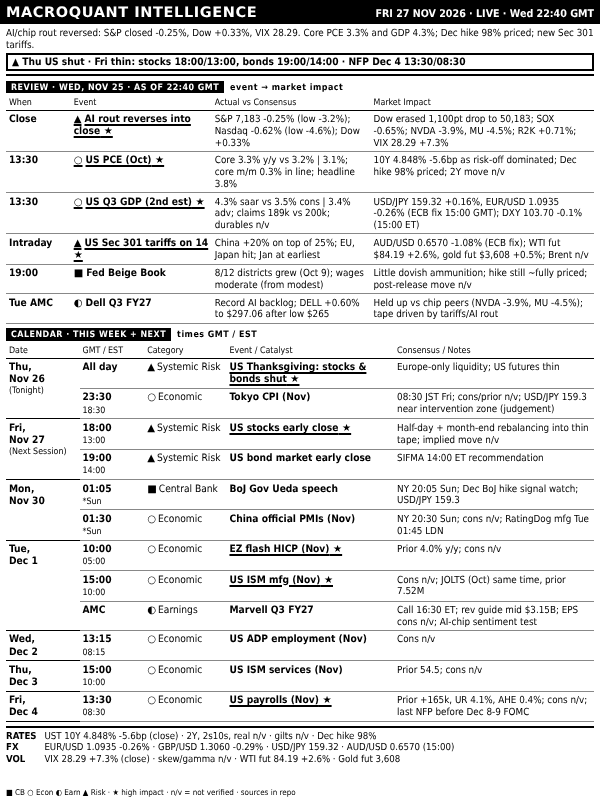 MACROQUANT INTELLIGENCE
FRI 27 NOV 2026 · LIVE · Wed 22:40 GMT
AI/chip rout reversed: S&P closed -0.25%, Dow +0.33%, VIX 28.29. Core PCE 3.3% and GDP 4.3%; Dec hike 98% priced; new Sec 301
tariffs.
▲ Thu US shut · Fri thin: stocks 18:00/13:00, bonds 19:00/14:00 · NFP Dec 4 13:30/08:30
REVIEW · WED, NOV 25 · AS OF 22:40 GMT event → market impact
When Event Actual vs Consensus Market Impact
Close ▲ AI rout reverses into close ★ S&P 7,183 -0.25% (low -3.2%); Nasdaq -0.62% (low -4.6%); Dow +0.33% Dow erased 1,100pt drop to 50,183; SOX -0.65; NVDA -3.9%, MU -4.5%; R2K +0.71%; VIX 28.29 +7.3%
13:30 ○ US PCE (Oct) ★ Core 3.3% y/y vs 3.2% | 3.1%; core m/m 0.3% in line; headline 3.8% 10Y 4.848% -5.6bp as risk-off dominated; Dec hike 98% priced; 2Y move n/v
13:30 ○ US Q3 GDP (2nd est) ★ 4.3% saar vs 3.5% cons | 3.4% adv; claims 189k vs 200k; durables n/v USD/JPY 159.32 +0.16%, EUR/USD 1.0935 -0.26% (ECB fix 15:00 GMT); DXY 103.70 -0.1% (15:00 ET)
Intraday ▲ US Sec 301 tariffs on 14 ★ China +20% on top of 25%; EU, Japan hit; Jan at earliest AUD/USD 0.6570 -1.08% (ECB fix); WTI fut $84.19 +2.6%, gold fut $3,608 +0.5%; Brent n/v
19:00 ■ Fed Beige Book 8/12 districts grew (Oct 9); wages moderate (from modest) Little dovish ammunition; hike still ~fully priced; post-release move n/v
Tue AMC ◐ Dell Q3 FY27 Record AI backlog; DELL +0.60% to $297.06 after low $265 Held up vs chip peers (NVDA -3.9%, MU -4.5%); tape driven by tariffs/AI rout
CALENDAR · THIS WEEK + NEXT times GMT / EST
Date GMT / EST Category Event / Catalyst Consensus / Notes
Thu, Nov 26 (Tonight) All day ▲ Systemic Risk US Thanksgiving: stocks & bonds shut ★ Europe-only liquidity; US futures thin
23:30 18:30 ○ Economic Tokyo CPI (Nov) 08:30 JST Fri; cons/prior n/v; USD/JPY 159.3 near intervention zone (judgement)
Fri, Nov 27 (Next Session) 18:00 13:00 ▲ Systemic Risk US stocks early close ★ Half-day + month-end rebalancing into thin tape; implied move n/v
19:00 14:00 ▲ Systemic Risk US bond market early close SIFMA 14:00 ET recommendation
Mon, Nov 30 01:05 *Sun ■ Central Bank BoJ Gov Ueda speech NY 20:05 Sun; Dec BoJ hike signal watch; USD/JPY 159.3
01:30 *Sun ○ Economic China official PMIs (Nov) NY 20:30 Sun; cons n/v; RatingDog mfg Tue 01:45 LDN
Tue, Dec 1 10:00 05:00 ○ Economic EZ flash HICP (Nov) ★ Prior 4.0% y/y; cons n/v
15:00 10:00 ○ Economic US ISM mfg (Nov) ★ Cons n/v; JOLTS (Oct) same time, prior 7.52M
AMC ◐ Earnings Marvell Q3 FY27 Call 16:30 ET; rev guide mid $3.15B; EPS cons n/v; AI-chip sentiment test
Wed, Dec 2 13:15 08:15 ○ Economic US ADP employment (Nov) Cons n/v
Thu, Dec 3 15:00 10:00 ○ Economic US ISM services (Nov) Prior 54.5; cons n/v
Fri, Dec 4 13:30 08:30 ○ Economic US payrolls (Nov) ★ Prior +165k, UR 4.1%, AHE 0.4%; cons n/v; last NFP before Dec 8-9 FOMC
RATES UST 10Y 4.848% -5.6bp (close) · 2Y, 2s10s, real n/v · gilts n/v · Dec hike 98%
FX EUR/USD 1.0935 -0.26% · GBP/USD 1.3060 -0.29% · USD/JPY 159.32 · AUD/USD 0.6570 (15:00)
VOL VIX 28.29 +7.3% (close) · skew/gamma n/v · WTI fut 84.19 +2.6% · Gold fut 3,608
■ CB ○ Econ ◐ Earn ▲ Risk · ★ high impact · n/v = not verified · sources in repo